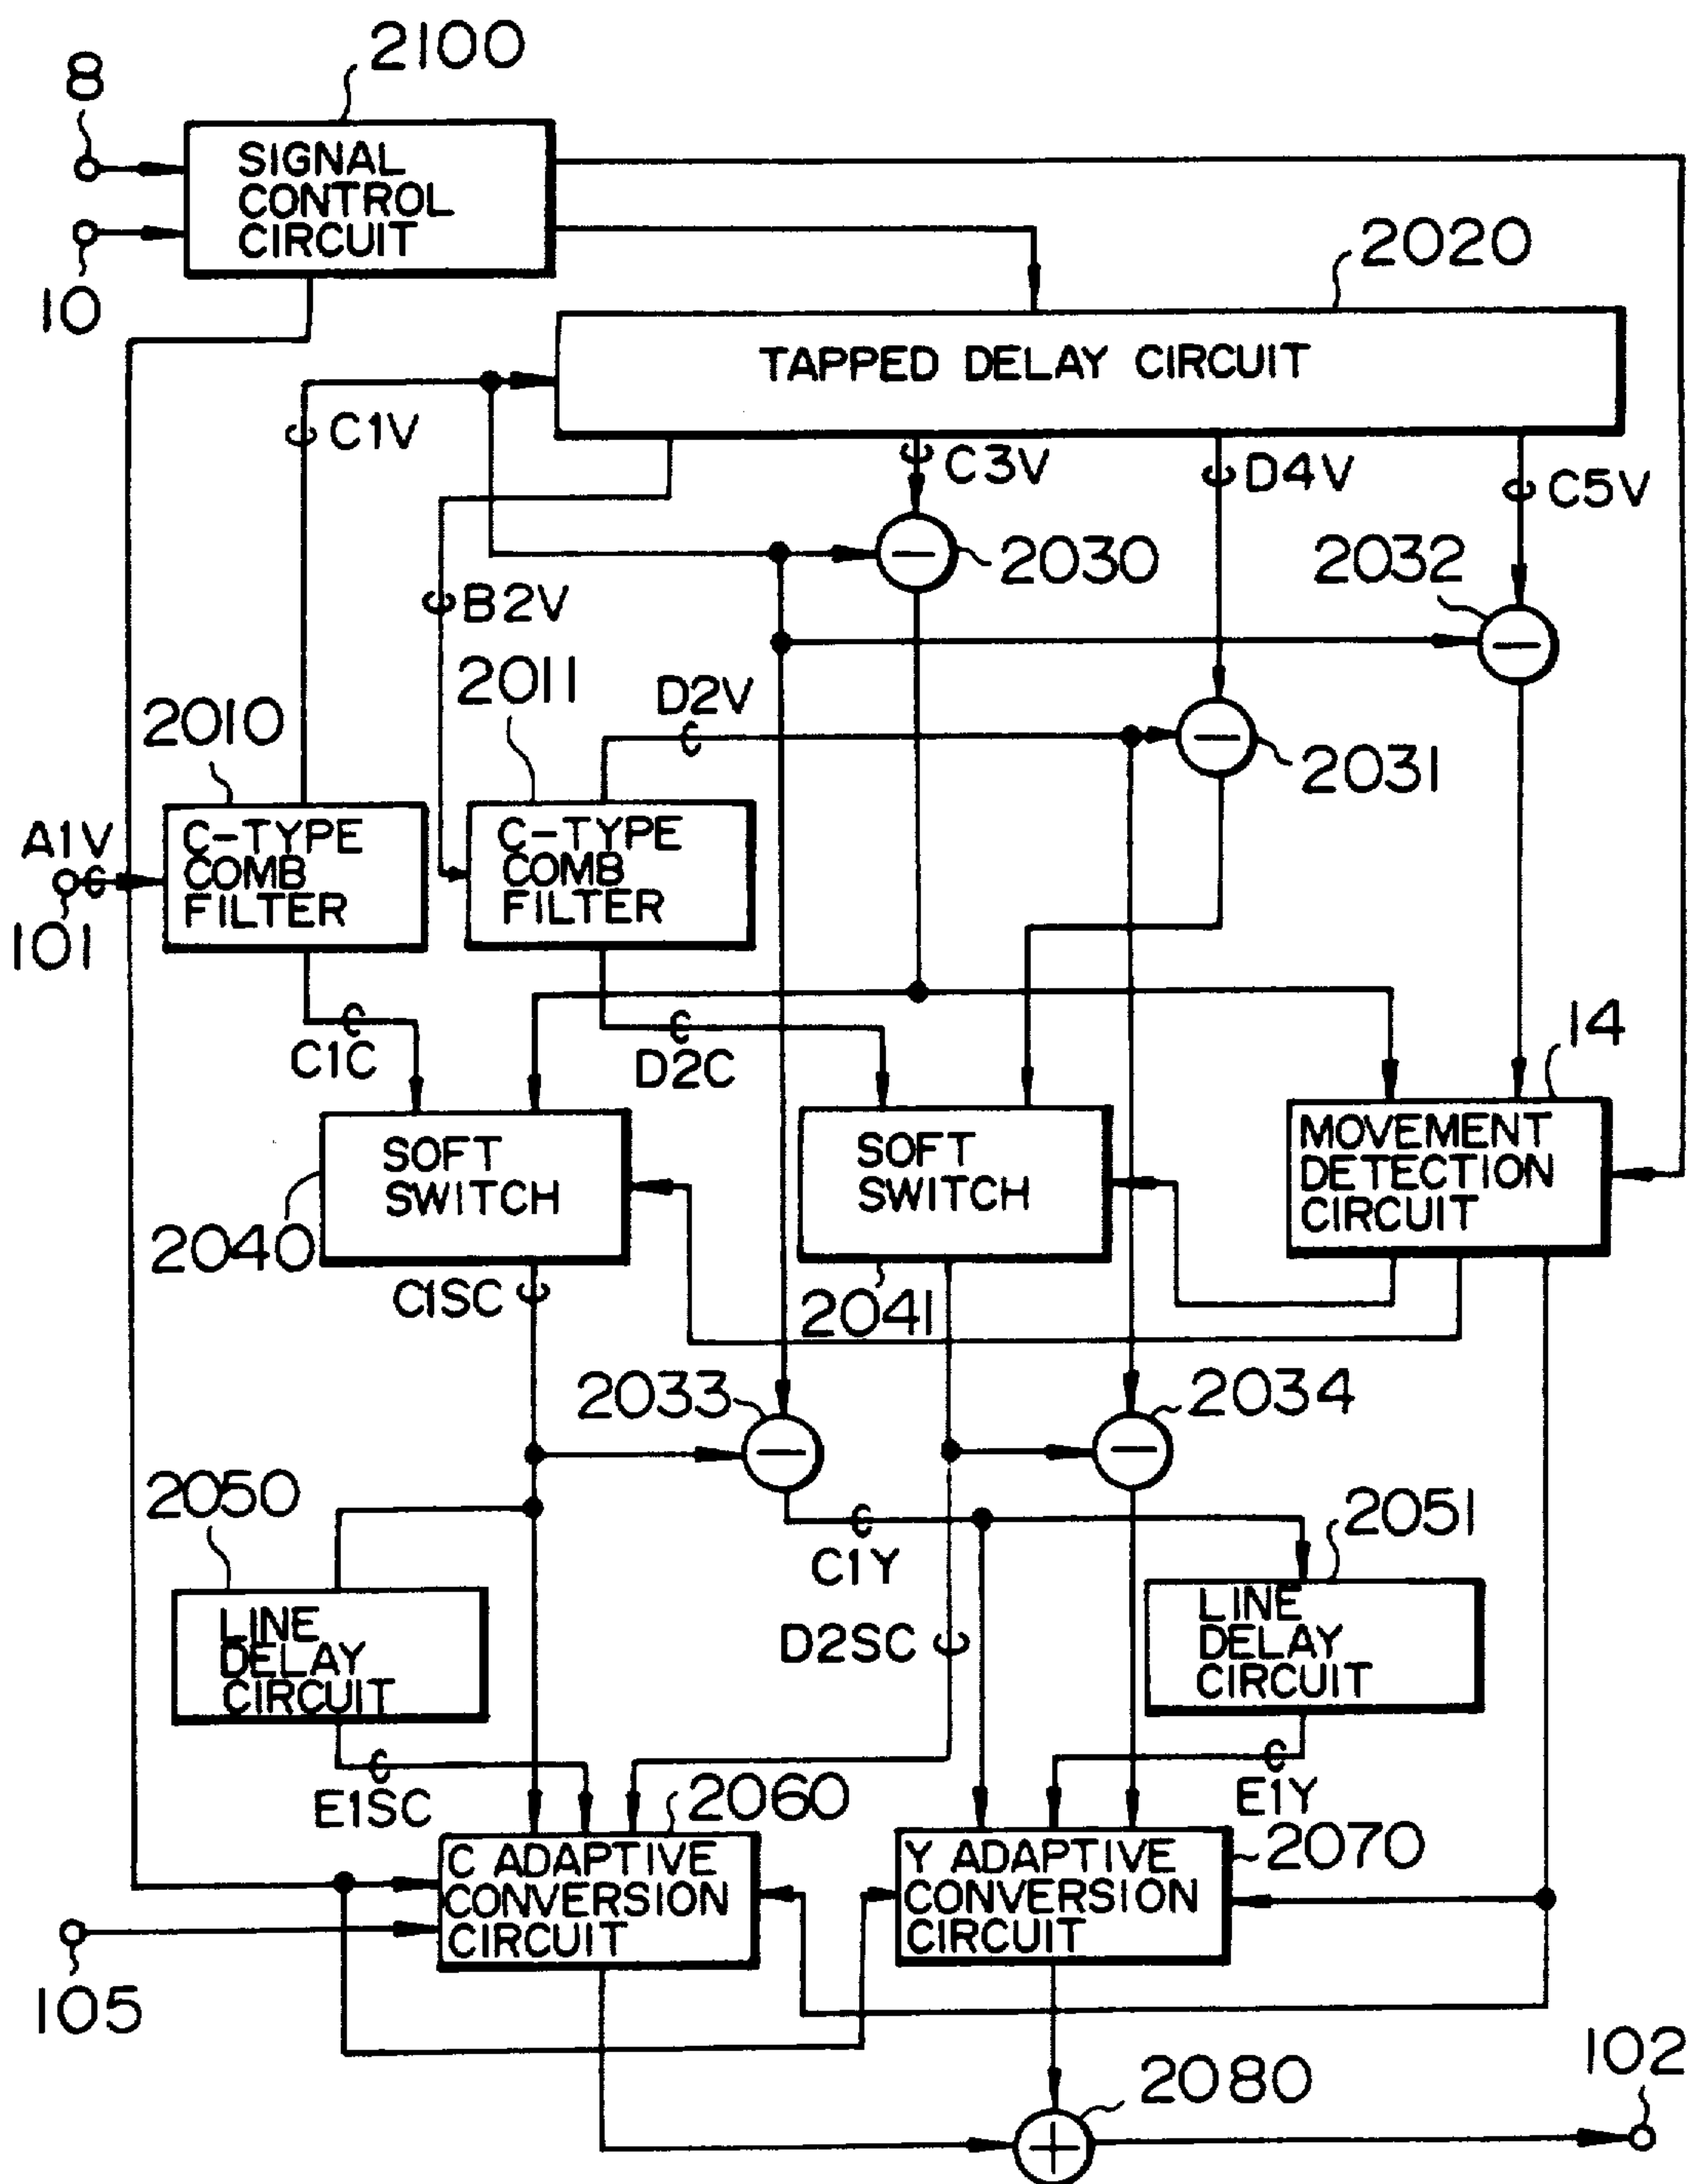 2100
8
SIGNAL
CONTROL
CIRCUIT
10
2020
TAPPED DELAY CIRCUIT
C1V
C3V
D4V
C5V
2030
2032
B2V
2011
D2V
2010
2031
A1V
C-TYPE
COMB
FILTER
C-TYPE
COMB
FILTER
101
C1C
D2C
14
SOFT
SWITCH
SOFT
SWITCH
MOVEMENT
DETECTION
CIRCUIT
2040
C1SC
2041
2033
2034
2050
2051
C1Y
LINE
DELAY
CIRCUIT
D2SC
LINE
DELAY
CIRCUIT
E1SC
2060
E1Y
2070
C ADAPTIVE
CONVERSION
CIRCUIT
Y ADAPTIVE
CONVERSION
CIRCUIT
105
102
2080